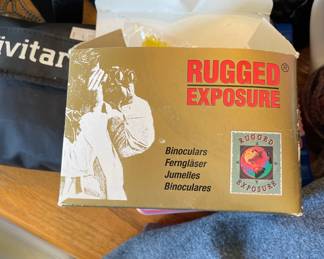 ivitar
RUGGED®
EXPOSURE
Binoculars
Ferngläser
Jumelles
Binoculares
RUGGED
EXPOSURE